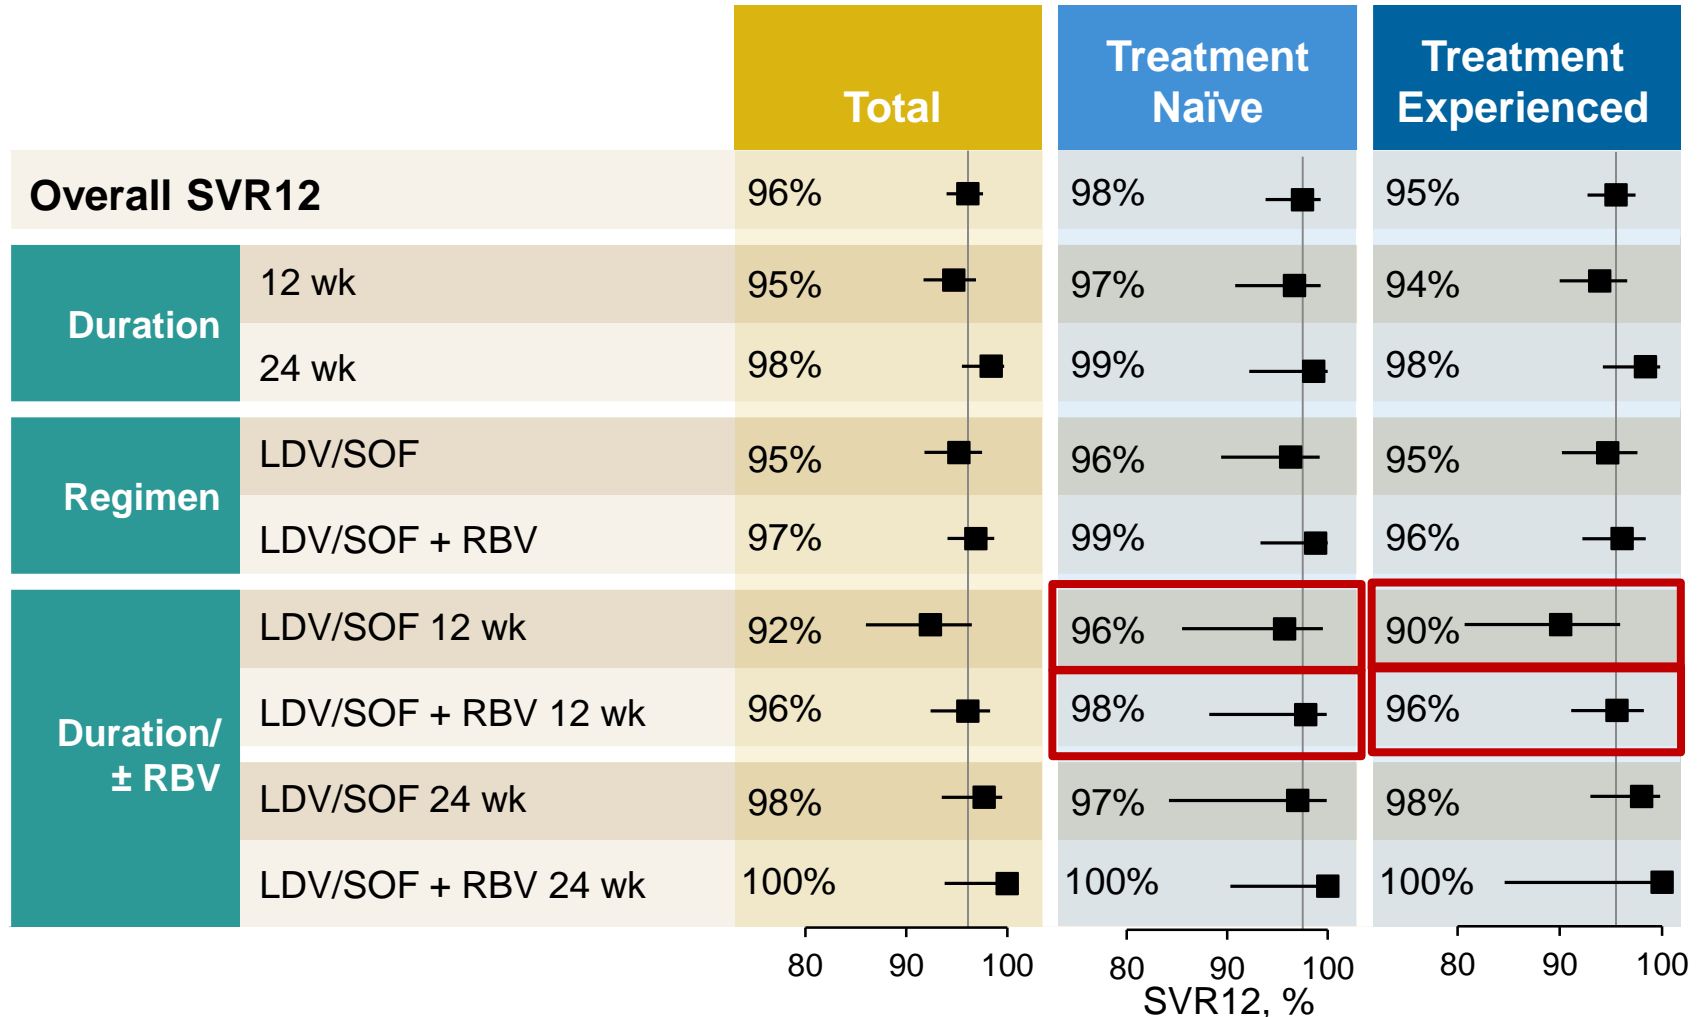 Total
Treatment
Naïve
Treatment
Experienced
Overall SVR12 96% 98% 95%
Duration
12 wk 95% 97% 94%
24 wk 98% 99% 98%
Regimen
LDV/SOF 95% 96% 95%
LDV/SOF + RBV 97% 99% 96%
Duration/
± RBV
LDV/SOF 12 wk 92% 96% 90%
LDV/SOF + RBV 12 wk 96% 98% 96%
LDV/SOF 24 wk 98% 97% 98%
LDV/SOF + RBV 24 wk 100% 100% 100%
80 90 100 80 90 100 80 90 100
SVR12, %